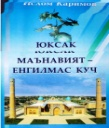 Ислом Каримов
ЮКСАК
МАЪНАВИЯТ –
ЕНГИЛМАС КУЧ